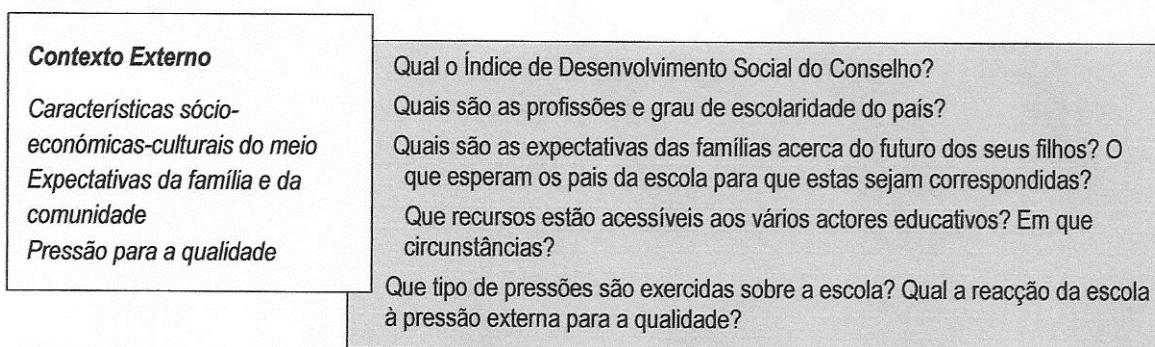 Contexto Externo
Características sócio-
económicas-culturais do meio
Expectativas da família e da
comunidade
Pressão para a qualidade
Qual o Índice de Desenvolvimento Social do Conselho?
Quais são as profissões e grau de escolaridade do país?
Quais são as expectativas das famílias acerca do futuro dos seus filhos? O
que esperam os pais da escola para que estas sejam correspondidas?
Que recursos estão acessíveis aos vários actores educativos? Em que
circunstâncias?
Que tipo de pressões são exercidas sobre a escola? Qual a reacção da escola
à pressão externa para a qualidade?